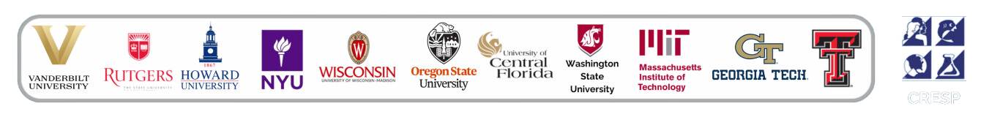 VANDERBILT
UNIVERSITY
RUTGERS
THE STATE UNIVERSITY
1867
HOWARD
UNIVERSITY
NYU
W
WISCONSIN
UNIVERSITY OF WISCONSIN-MADISON
Oregon State
University
University of
Central
Florida
Washington
State
University
MIT
Massachusetts
Institute of
Technology
GT
GEORGIA TECH
TT
CRESP